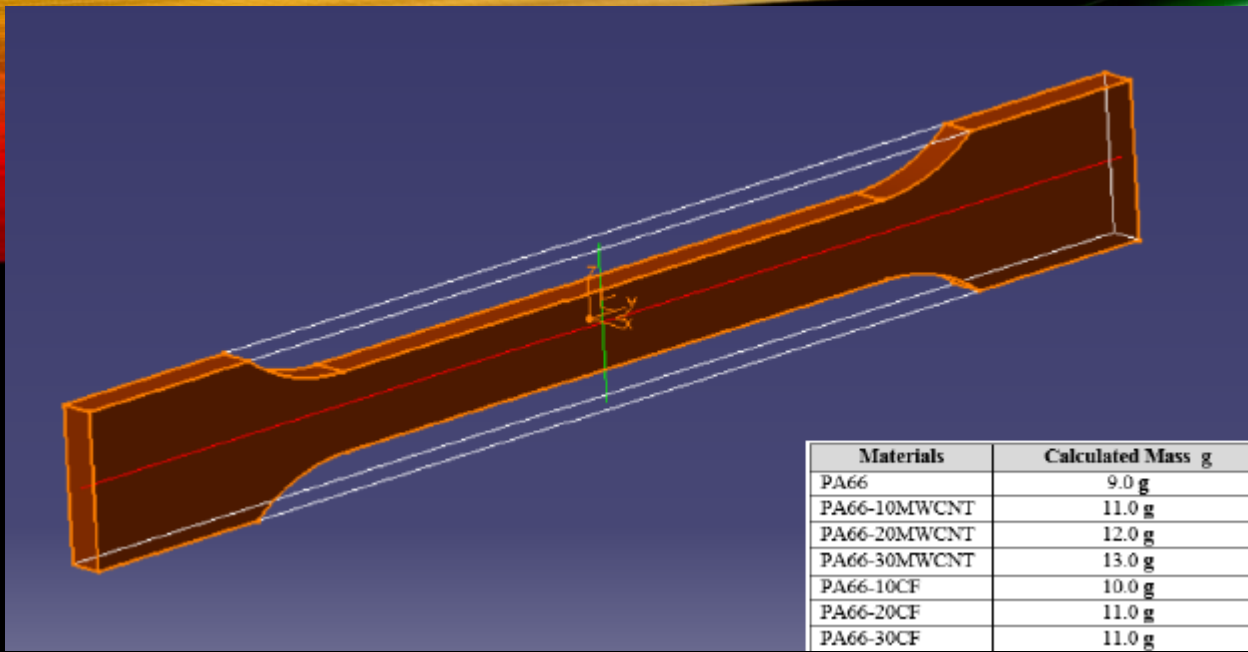 z
y
x
Materials Calculated Mass g
PA66 9.0 g
PA66-10MWCNT 11.0 g
PA66-20MWCNT 12.0 g
PA66-30MWCNT 13.0 g
PA66-10CF 10.0 g
PA66-20CF 11.0 g
PA66-30CF 11.0 g